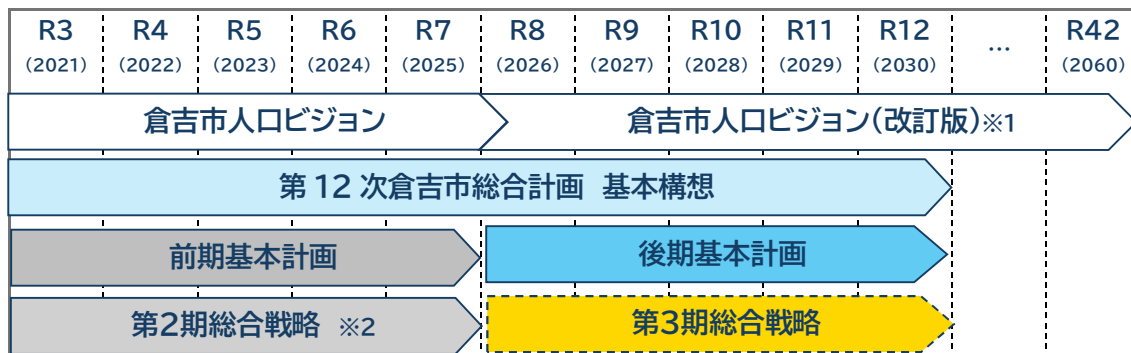 R3 R4 R5 R6 R7 R8 R9 R10 R11 R12 … R42
(2021) (2022) (2023) (2024) (2025) (2026) (2027) (2028) (2029) (2030) (2060)
倉吉市人口ビジョン 倉吉市人口ビジョン(改訂版)※1
第12次倉吉市総合計画 基本構想
前期基本計画 後期基本計画
第2期総合戦略 ※2 第3期総合戦略